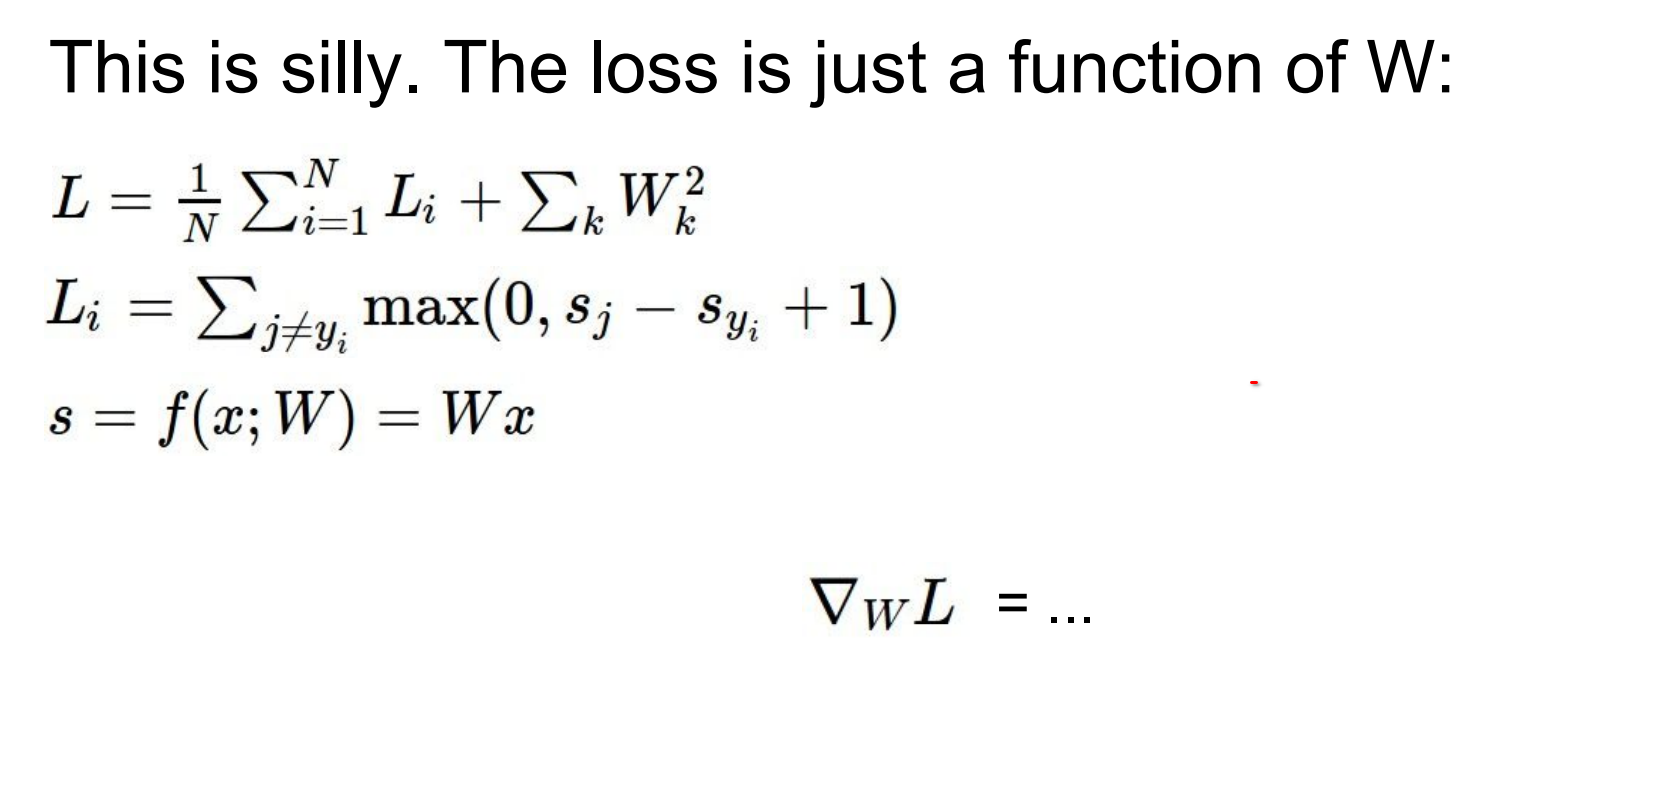 This is silly. The loss is just a function of W:
L = \frac{1}{N} \sum_{i=1}^{N} L_i + \sum_k W_k^2
L_i = \sum_{j \neq y_i} \max(0, s_j - s_{y_i} + 1)
s = f(x; W) = Wx
\nabla_W L = ...